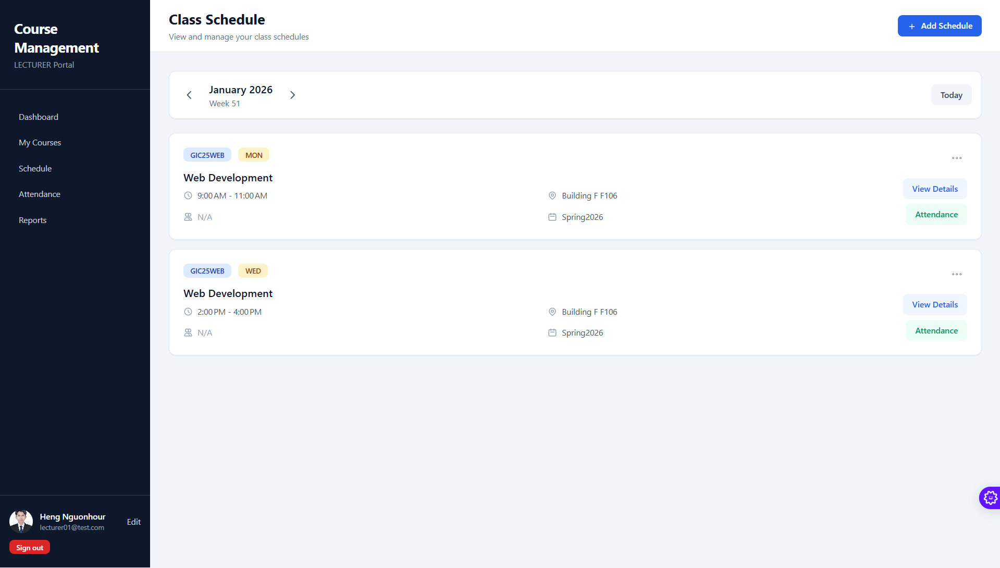 Course
Management
LECTURER Portal
Dashboard
My Courses
Schedule
Attendance
Reports
Heng Nguonhour
lecturer01@test.com
Edit
Sign out
Class Schedule
View and manage your class schedules
+ Add Schedule
January 2026
Week 51
Today
GIC25WEB MON
Web Development
9:00 AM - 11:00 AM
Building F F106
N/A
Spring2026
View Details
Attendance
GIC25WEB WED
Web Development
2:00 PM - 4:00 PM
Building F F106
N/A
Spring2026
View Details
Attendance